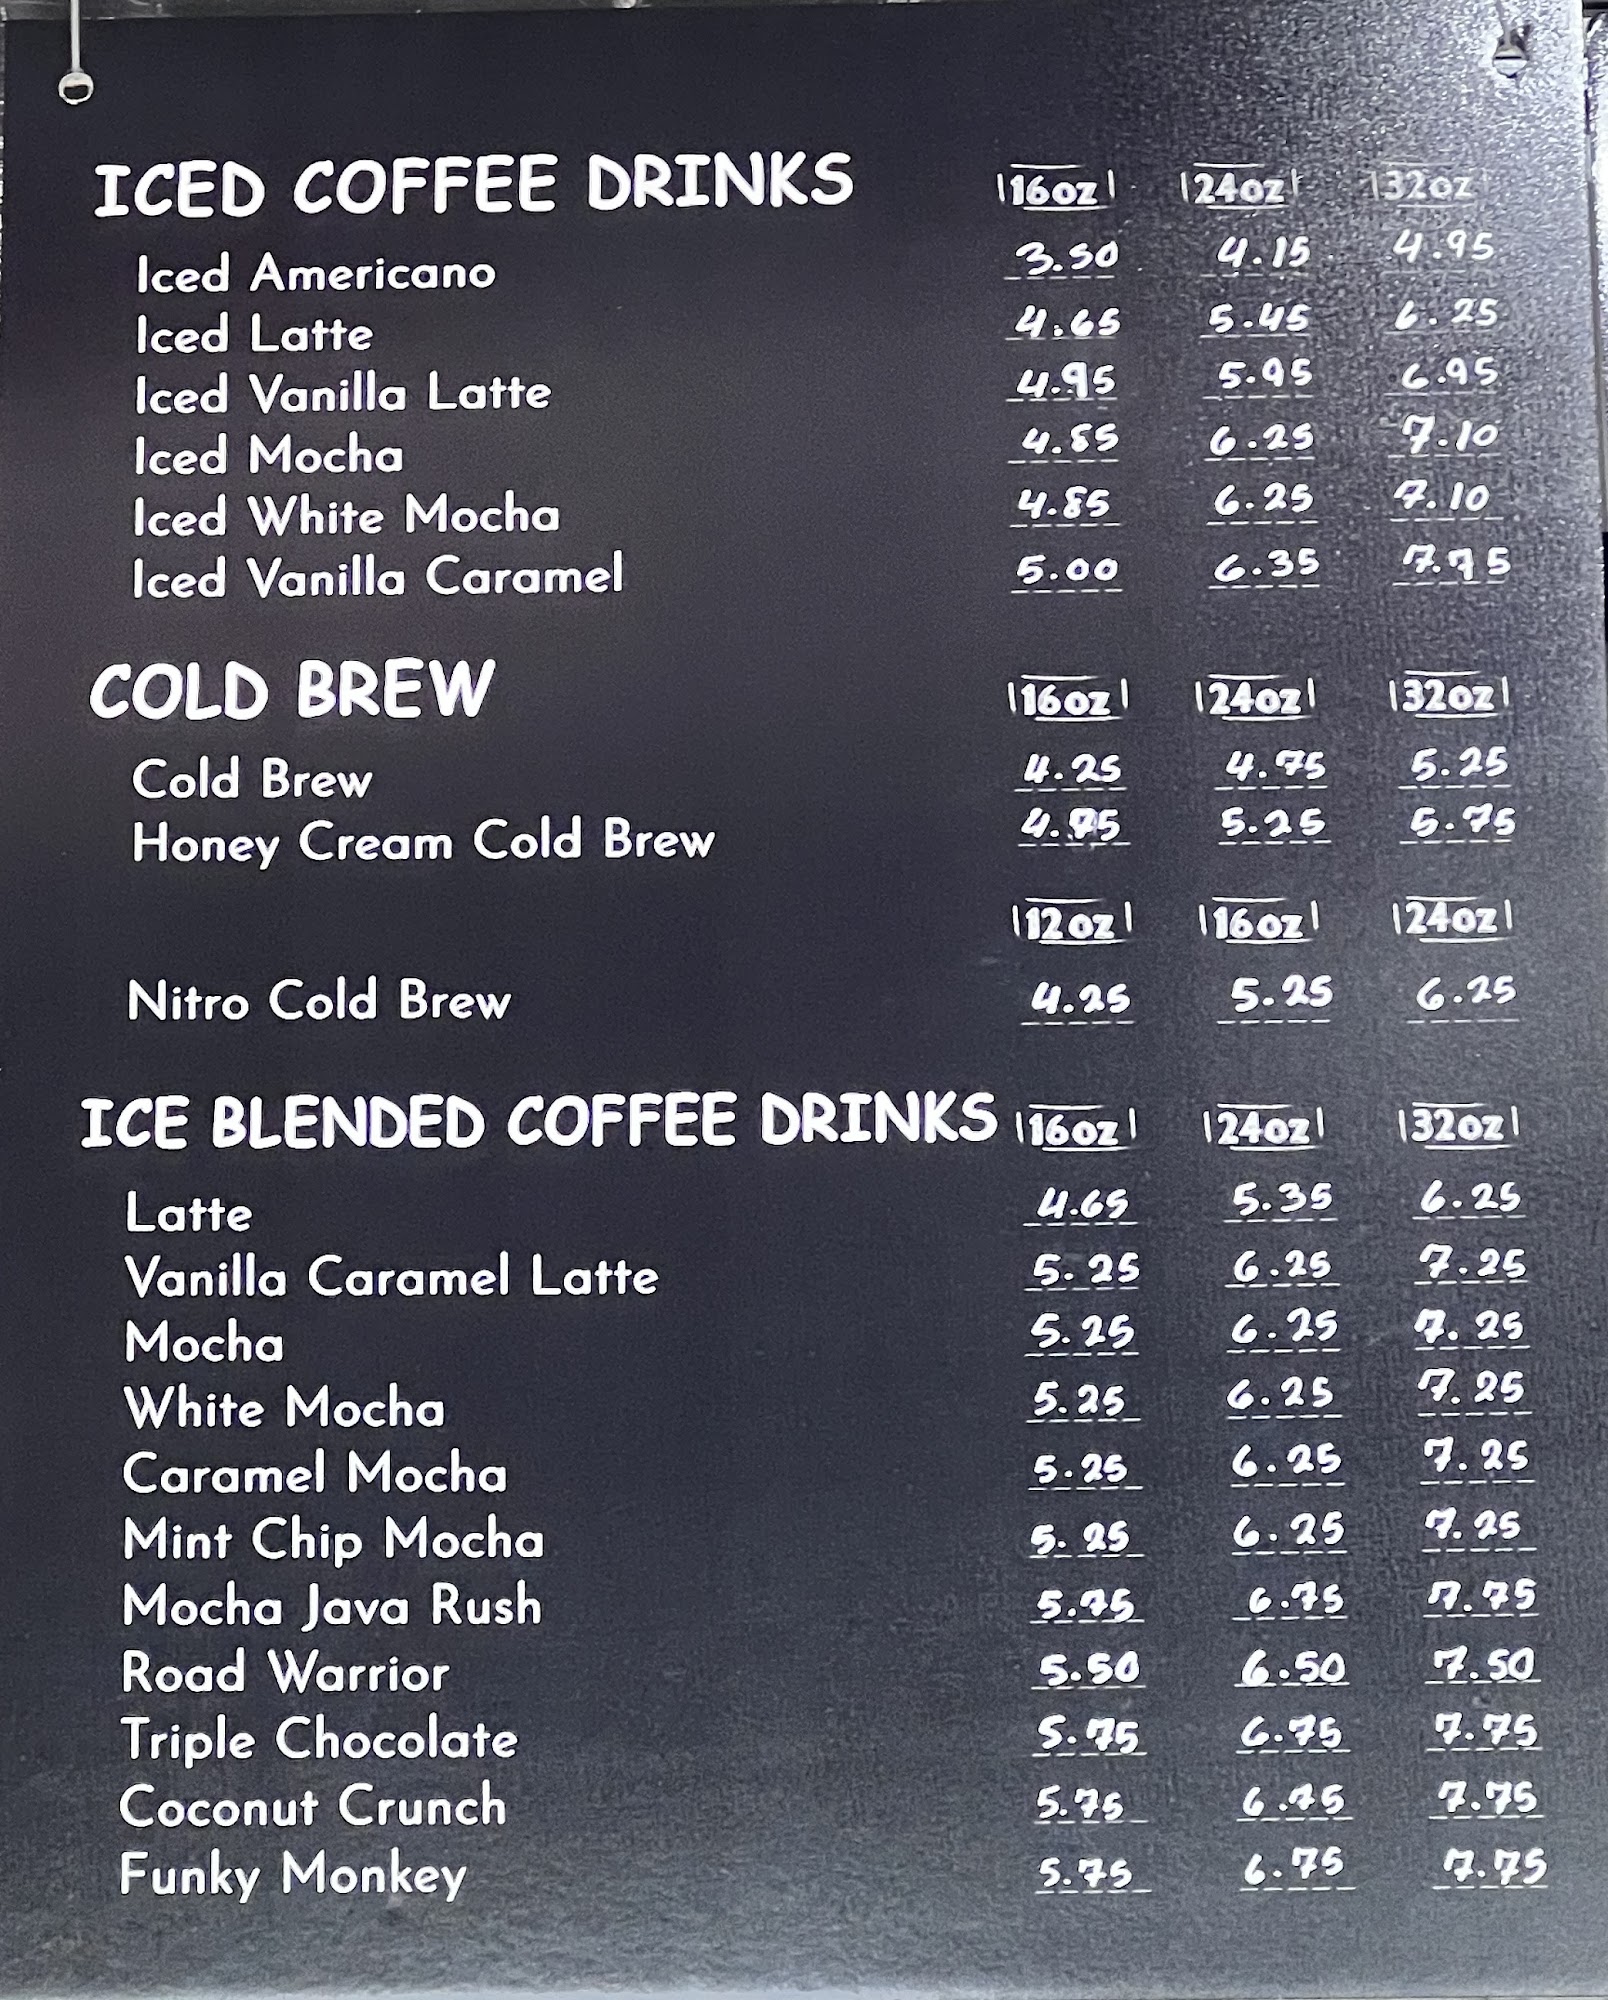 ICED COFFEE DRINKS 16oz 24oz 32oz
Iced Americano 3.50 4.15 4.95
Iced Latte 4.65 5.45 6.25
Iced Vanilla Latte 4.95 5.95 6.95
Iced Mocha 4.85 6.25 7.10
Iced White Mocha 4.85 6.25 7.10
Iced Vanilla Caramel 5.00 6.35 7.75
COLD BREW 16oz 24oz 32oz
Cold Brew 4.25 4.75 5.25
Honey Cream Cold Brew 4.75 5.25 5.75
12oz 16oz 24oz
Nitro Cold Brew 4.25 5.25 6.25
ICE BLENDED COFFEE DRINKS 16oz 24oz 32oz
Latte 4.65 5.35 6.25
Vanilla Caramel Latte 5.25 6.25 7.25
Mocha 5.25 6.25 7.25
White Mocha 5.25 6.25 7.25
Caramel Mocha 5.25 6.25 7.25
Mint Chip Mocha 5.25 6.25 7.25
Mocha Java Rush 5.75 6.75 7.75
Road Warrior 5.50 6.50 7.50
Triple Chocolate 5.75 6.75 7.75
Coconut Crunch 5.75 6.75 7.75
Funky Monkey 5.75 6.75 7.75